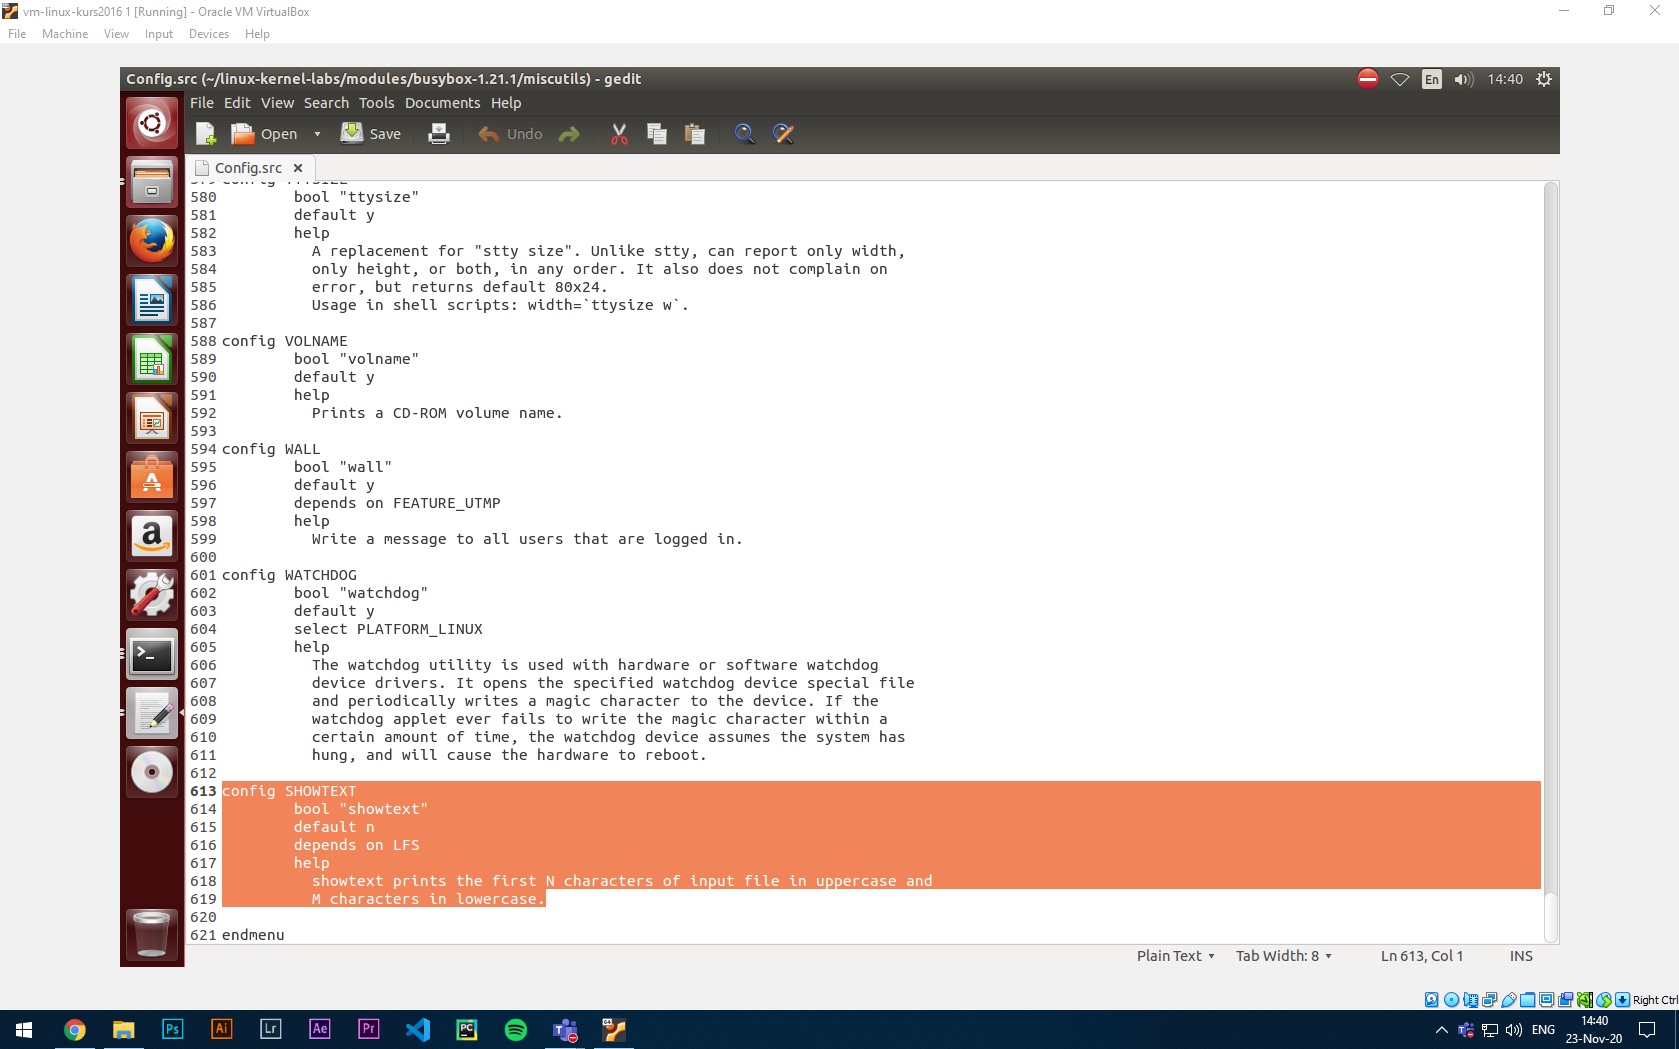 vm-linux-kurs2016 1 [Running] - Oracle VM VirtualBox
File Machine View Input Devices Help
Config.src (~/linux-kernel-labs/modules/busybox-1.21.1/miscutils) - gedit
En 14:40
File Edit View Search Tools Documents Help
Open Save Undo
Config.src
579 config TTYSIZE
580 bool "ttysize"
581 default y
582 help
583 A replacement for "stty size". Unlike stty, can report only width,
584 only height, or both, in any order. It also does not complain on
585 error, but returns default 80x24.
586 Usage in shell scripts: width=`ttysize w`.
587
588 config VOLNAME
589 bool "volname"
590 default y
591 help
592 Prints a CD-ROM volume name.
593
594 config WALL
595 bool "wall"
596 default y
597 depends on FEATURE_UTMP
598 help
599 Write a message to all users that are logged in.
600
601 config WATCHDOG
602 bool "watchdog"
603 default y
604 select PLATFORM_LINUX
605 help
606 The watchdog utility is used with hardware or software watchdog
607 device drivers. It opens the specified watchdog device special file
608 and periodically writes a magic character to the device. If the
609 watchdog applet ever fails to write the magic character within a
610 certain amount of time, the watchdog device assumes the system has
611 hung, and will cause the hardware to reboot.
612
613 config SHOWTEXT
614 bool "showtext"
615 default n
616 depends on LFS
617 help
618 showtext prints the first N characters of input file in uppercase and
619 M characters in lowercase.
620
621 endmenu
Plain Text Tab Width: 8 Ln 613, Col 1 INS
Right Ctrl
Ps Ai Lr Ae Pr PC
ENG 14:40
23-Nov-20